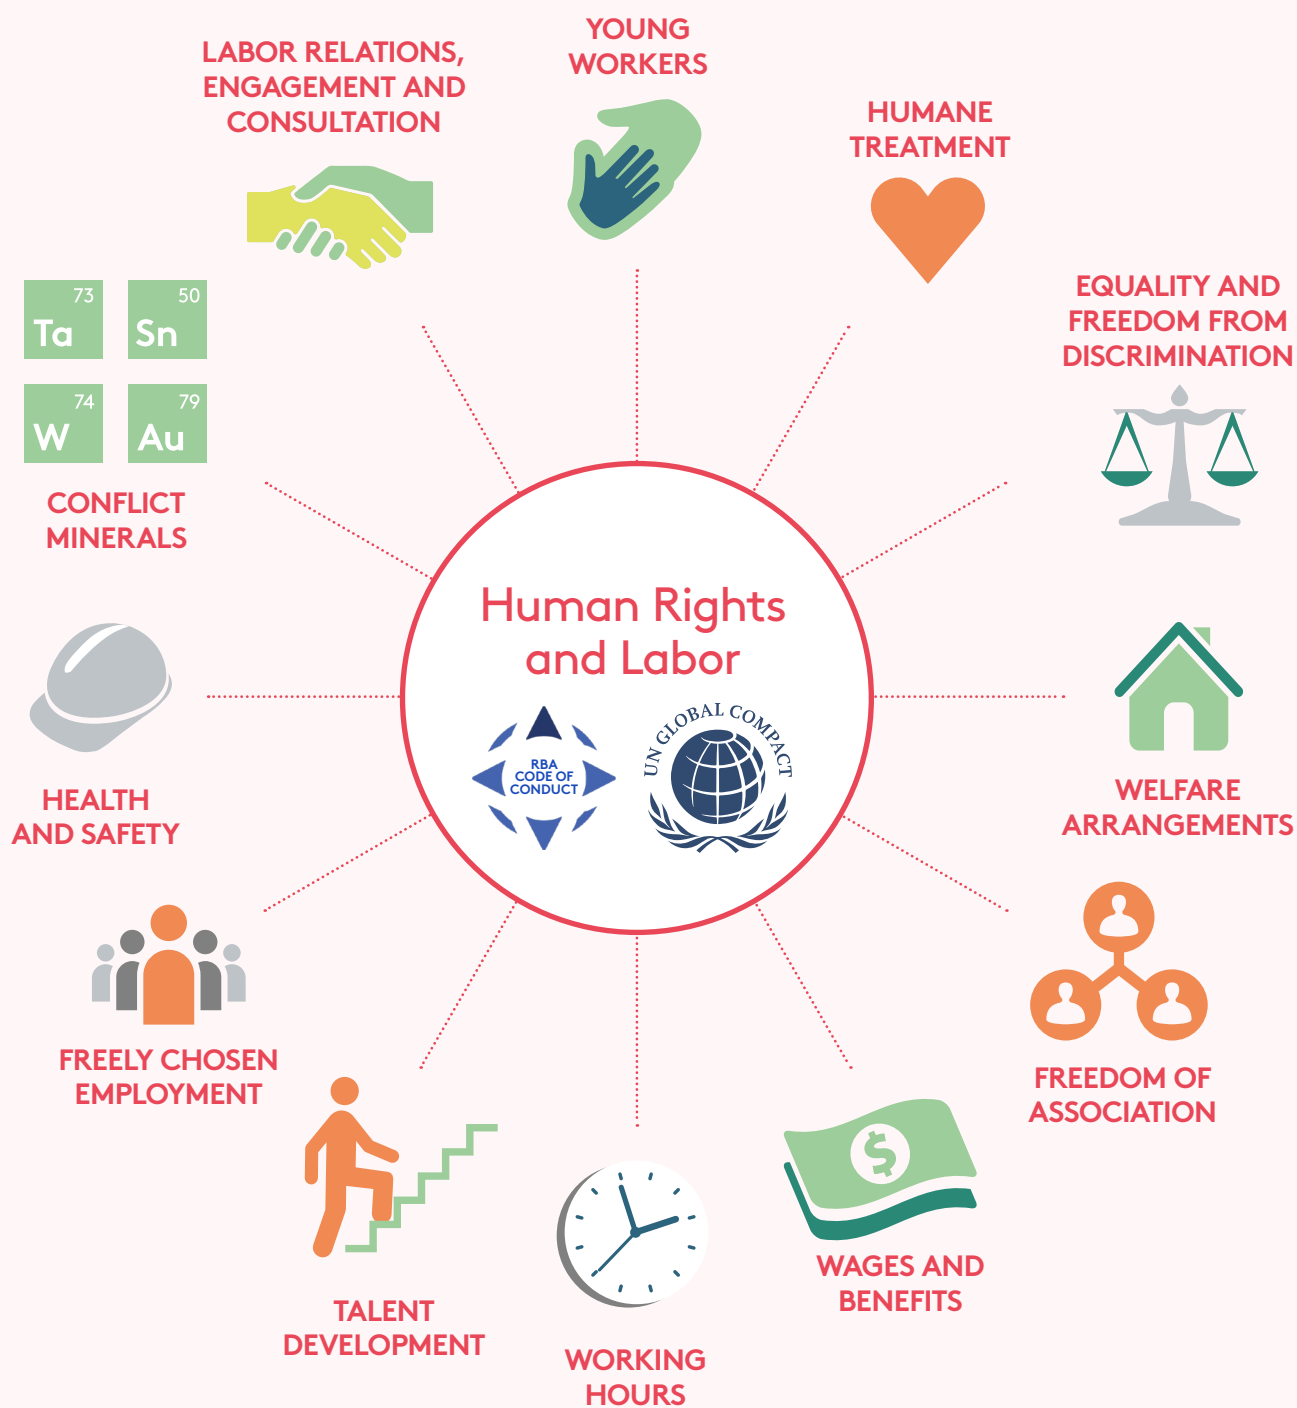 YOUNG
WORKERS
LABOR RELATIONS,
ENGAGEMENT AND
CONSULTATION
HUMANE
TREATMENT
EQUALITY AND
FREEDOM FROM
DISCRIMINATION
73
Ta
50
Sn
74
W
79
Au
CONFLICT
MINERALS
Human Rights
and Labor
RBA
CODE OF
CONDUCT
UN GLOBAL COMPACT
HEALTH
AND SAFETY
WELFARE
ARRANGEMENTS
FREELY CHOSEN
EMPLOYMENT
FREEDOM OF
ASSOCIATION
$
TALENT
DEVELOPMENT
WAGES AND
BENEFITS
WORKING
HOURS